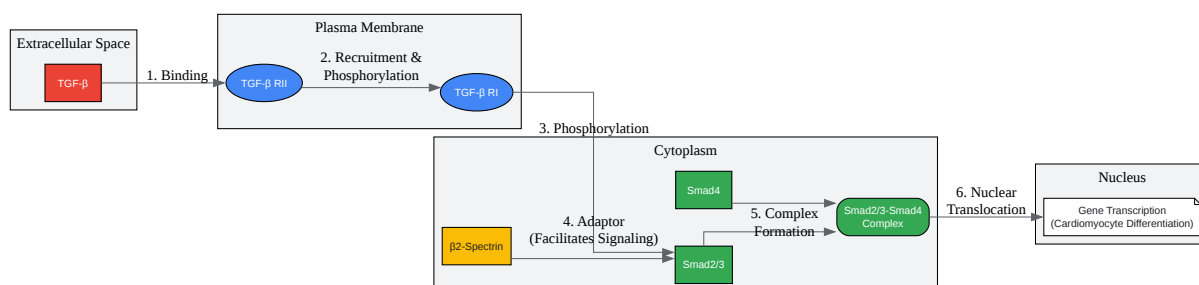 Extracellular Space
TGF-β
1. Binding
Plasma Membrane
TGF-β RII
2. Recruitment &
Phosphorylation
TGF-β RI
3. Phosphorylation
Cytoplasm
Smad4
β2-Spectrin
4. Adaptor
(Facilitates Signaling)
Smad2/3
5. Complex
Formation
Smad2/3-Smad4
Complex
6. Nuclear
Translocation
Nucleus
Gene Transcription
(Cardiomyocyte Differentiation)